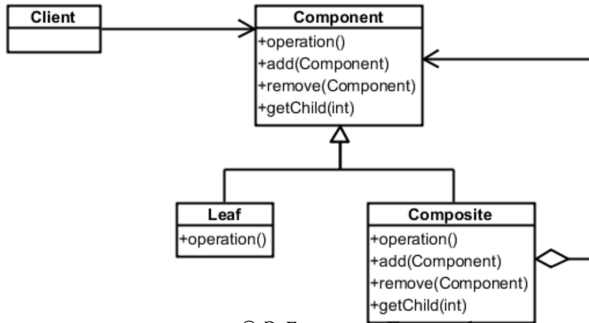 Client
Component
+operation()
+add(Component)
+remove(Component)
+getChild(int)
Leaf
+operation()
Composite
+operation()
+add(Component)
+remove(Component)
+getChild(int)